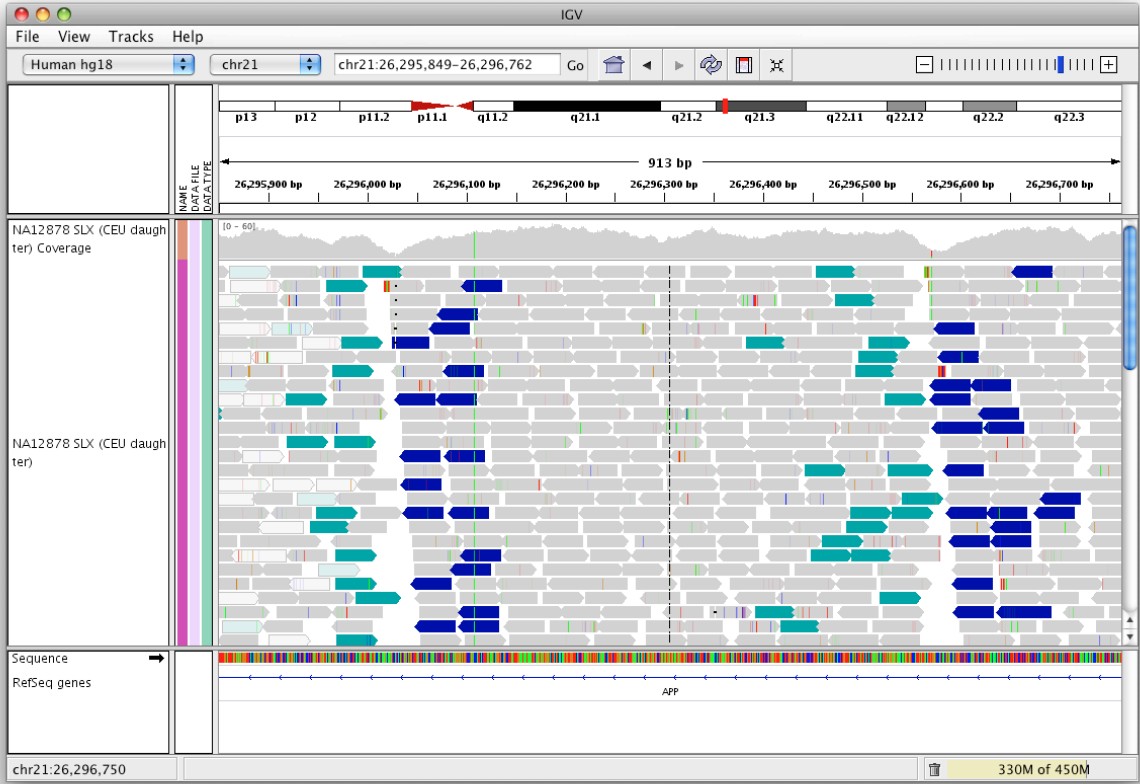 IGV
File View Tracks Help
Human hg18 chr21 chr21:26,295,849-26,296,762 Go
p13 p12 p11.2 p11.1 q11.2 q21.1 q21.2 q21.3 q22.11 q22.12 q22.2 q22.3
913 bp
NAME
DATA FILE
DATA TYPE
26,295,900 bp 26,296,000 bp 26,296,100 bp 26,296,200 bp 26,296,300 bp 26,296,400 bp 26,296,500 bp 26,296,600 bp 26,296,700 bp
NA12878 SLX (CEU daugh
ter) Coverage
[0 - 60]
NA12878 SLX (CEU daugh
ter)
Sequence
RefSeq genes
APP
chr21:26,296,750 330M of 450M